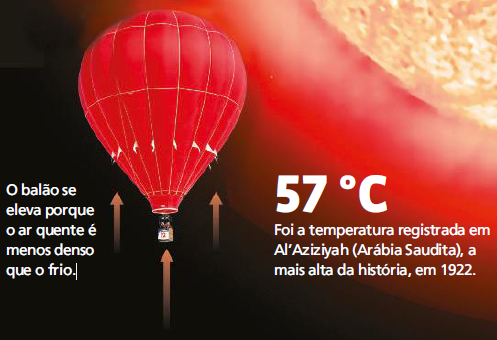 O balão se
eleva porque
o ar quente é
menos denso
que o frio.
57 °C
Foi a temperatura registrada em
Al’Aziziyah (Arábia Saudita), a
mais alta da história, em 1922.